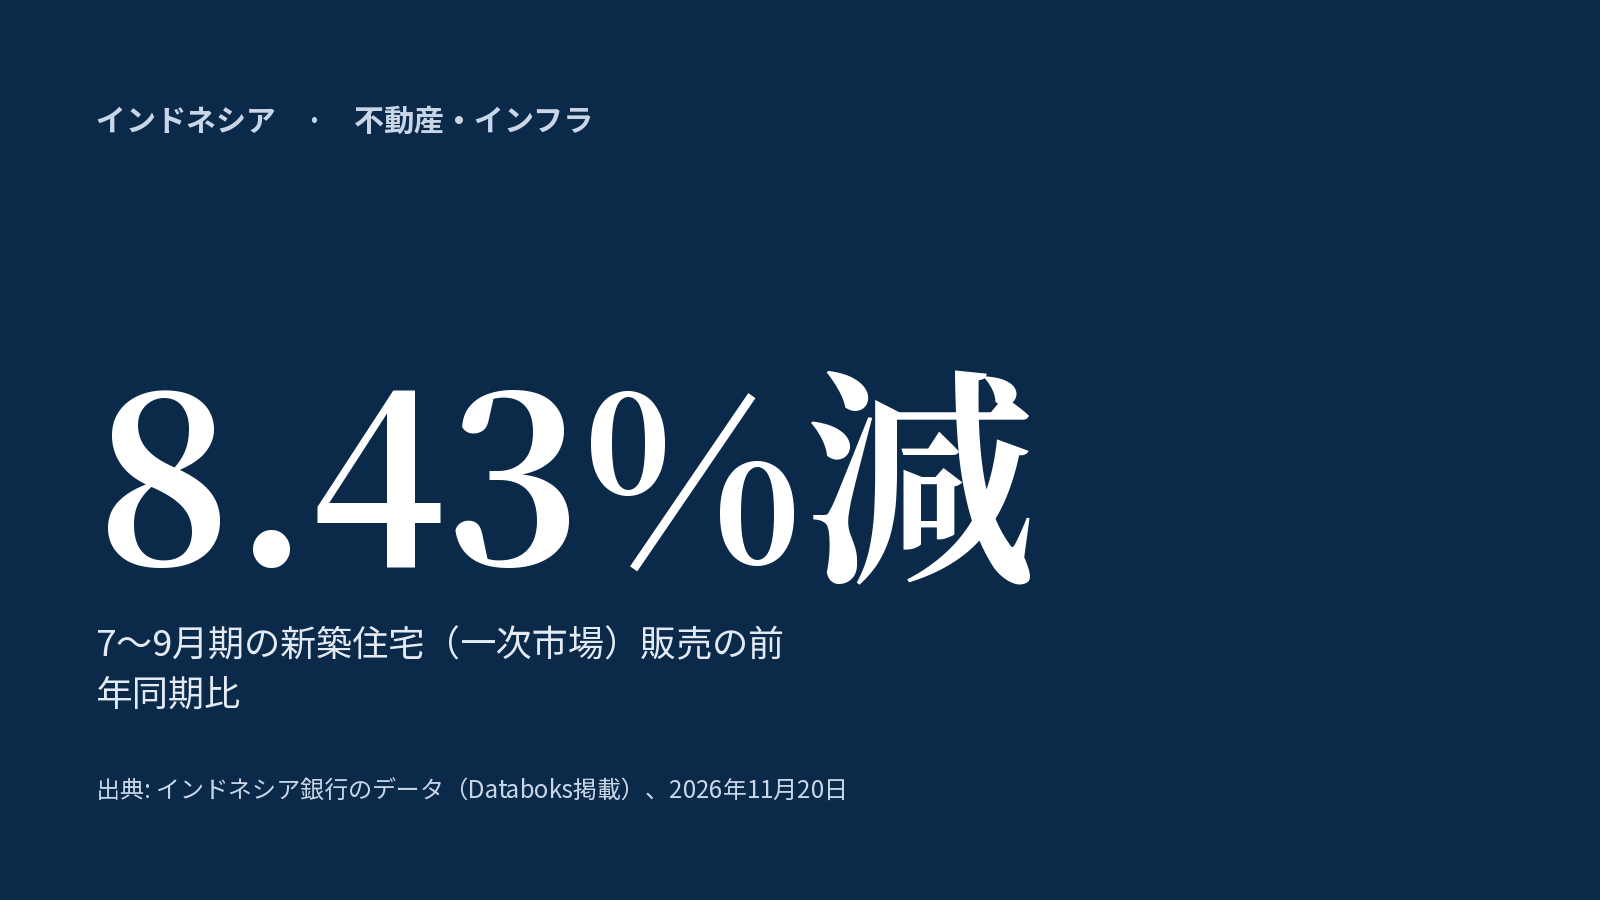 インドネシア · 不動産・インフラ
8.43%減
7〜9月期の新築住宅（一次市場）販売の前
年同期比
出典: インドネシア銀行のデータ（Databoks掲載）、2026年11月20日